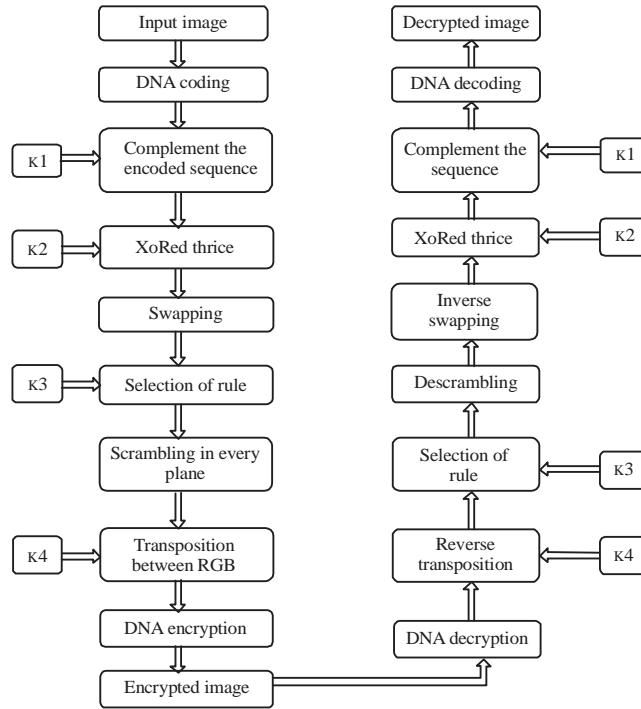 Input image
DNA coding
Complement the
encoded sequence
K1
XoRed thrice
K2
Swapping
Selection of rule
K3
Scrambling in every
plane
Transposition
between RGB
K4
DNA encryption
Encrypted image
Decrypted image
DNA decoding
Complement the
sequence
K1
XoRed thrice
K2
Inverse
swapping
Descrambling
Selection of
rule
K3
Reverse
transposition
K4
DNA decryption